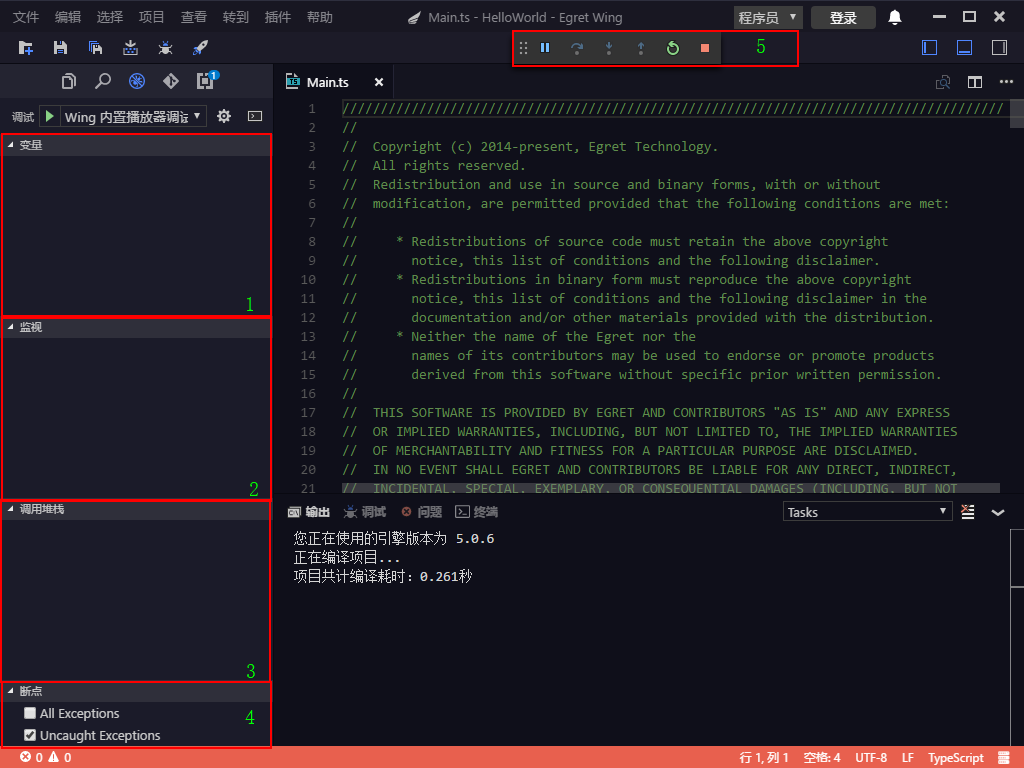 文件 编辑 选择 项目 查看 转到 插件 帮助 Main.ts - HelloWorld - Egret Wing 程序员 登录
5
1
调试 Wing 内置播放器调试
变量
1
监视
2
调用堆栈
3
断点
4
All Exceptions
Uncaught Exceptions
Main.ts
1 //////////////////////////////////////////////////////////////////////////////////////
2 //
3 //  Copyright (c) 2014-present, Egret Technology.
4 //  All rights reserved.
5 //  Redistribution and use in source and binary forms, with or without
6 //  modification, are permitted provided that the following conditions are met:
7 //
8 //     * Redistributions of source code must retain the above copyright
9 //       notice, this list of conditions and the following disclaimer.
10 //     * Redistributions in binary form must reproduce the above copyright
11 //       notice, this list of conditions and the following disclaimer in the
12 //       documentation and/or other materials provided with the distribution.
13 //     * Neither the name of the Egret nor the
14 //       names of its contributors may be used to endorse or promote products
15 //       derived from this software without specific prior written permission.
16 //
17 //  THIS SOFTWARE IS PROVIDED BY EGRET AND CONTRIBUTORS "AS IS" AND ANY EXPRESS
18 //  OR IMPLIED WARRANTIES, INCLUDING, BUT NOT LIMITED TO, THE IMPLIED WARRANTIES
19 //  OF MERCHANTABILITY AND FITNESS FOR A PARTICULAR PURPOSE ARE DISCLAIMED.
20 //  IN NO EVENT SHALL EGRET AND CONTRIBUTORS BE LIABLE FOR ANY DIRECT, INDIRECT,
21 //  INCIDENTAL, SPECIAL, EXEMPLARY, OR CONSEQUENTIAL DAMAGES (INCLUDING, BUT NOT
输出 调试 问题 终端 Tasks
您正在使用的引擎版本为 5.0.6
正在编译项目...
项目共计编译耗时：0.261秒
0 0 行 1, 列 1 空格: 4 UTF-8 LF TypeScript